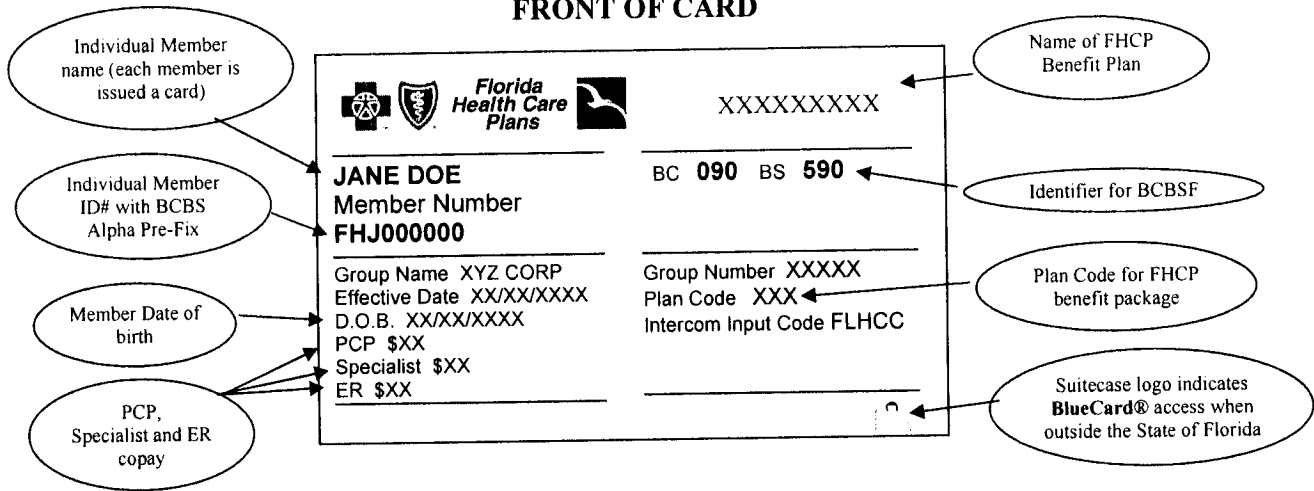 FRONT OF CARD
Individual Member
name (each member is
issued a card)
Name of FHCP
Benefit Plan
Florida
Health Care
Plans
XXXXXXXXX
JANE DOE
Member Number
FHJ000000
BC 090 BS 590
Individual Member
ID# with BCBS
Alpha Pre-Fix
Identifier for BCBSF
Group Name XYZ CORP
Effective Date XX/XX/XXXX
D.O.B. XX/XX/XXXX
PCP $XX
Specialist $XX
ER $XX
Group Number XXXXX
Plan Code XXX
Intercom Input Code FLHCC
Plan Code for FHCP
benefit package
Member Date of
birth
PCP,
Specialist and ER
copay
Suitecase logo indicates
BlueCard® access when
outside the State of Florida